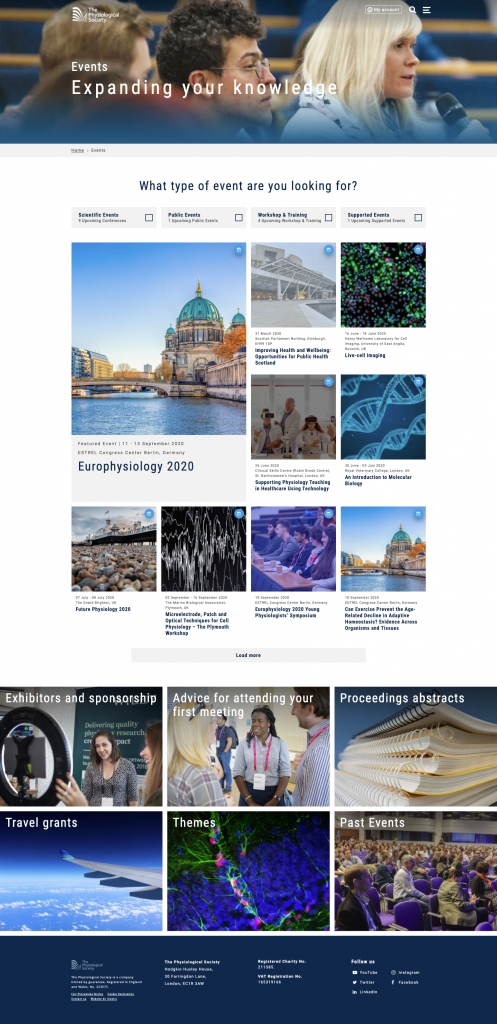 The
Physiological
Society
My account
Events
Expanding your knowledge
Home > Events
What type of event are you looking for?
Scientific Events
9 Upcoming Conferences
Public Events
1 Upcoming Public Events
Workshop & Training
4 Upcoming Workshop & Training
Supported Events
1 Upcoming Supported Events
Featured Event | 11 - 13 September 2020
ESTREL Congress Center Berlin, Germany
Europhysiology 2020
31 March 2020
Scottish Parliament Building, Edinburgh,
EH99 1SP
Improving Health and Wellbeing:
Opportunities for Public Health
Scotland
16 June - 18 June 2020
Henry Wellcome Laboratory for Cell
Imaging, University of East Anglia,
Norwich, UK
Live-cell Imaging
26 June 2020
Clinical Skills Centre (Robin Brook Centre),
St. Bartholomew's Hospital, London, UK
Supporting Physiology Teaching
in Healthcare Using Technology
30 June - 03 July 2020
Royal Veterinary College, London, UK
An Introduction to Molecular
Biology
07 July - 08 July 2020
The Grand Brighton, UK
Future Physiology 2020
02 September - 16 September 2020
The Marine Biological Association,
Plymouth, UK
Microelectrode, Patch and
Optical Techniques for Cell
Physiology – The Plymouth
Workshop
10 September 2020
ESTREL Congress Center Berlin, Germany
Europhysiology 2020 Young
Physiologists' Symposium
10 September 2020
ESTREL Congress Center Berlin, Germany
Can Exercise Prevent the Age-
Related Decline in Adaptive
Homeostasis? Evidence Across
Organisms and Tissues
Load more
Exhibitors and sponsorship
Delivering quality
Advice for attending your
first meeting
Proceedings abstracts
Travel grants
Themes
Past Events
The
Physiological
Society
The Physiological Society is a company
limited by guarantee. Registered in England
and Wales, No. 323575.
Contact us Website by
The Physiological Society
Hodgkin Huxley House,
30 Farringdon Lane,
London, EC1R 3AW
Registered Charity No.
211585.
VAT Registration No.
Follow us
YouTube
Instagram
Twitter
Facebook
LinkedIn